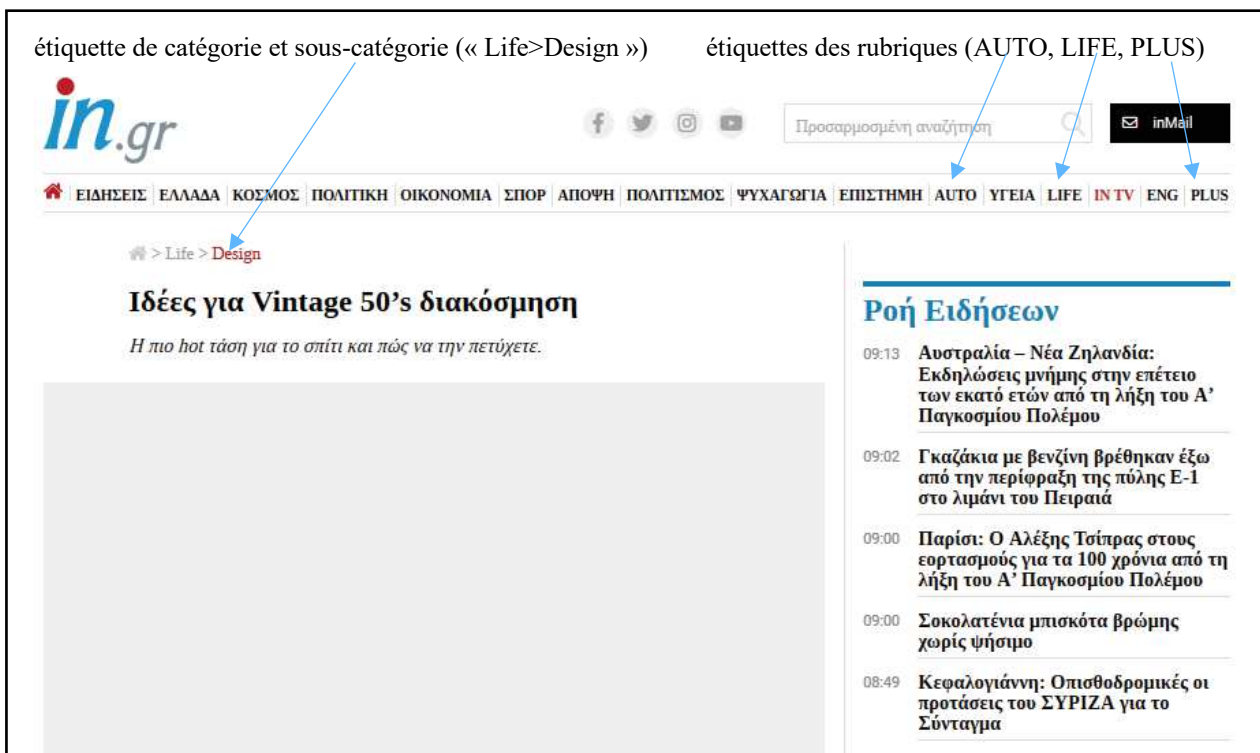 étiquette de catégorie et sous-catégorie (« Life>Design ») étiquettes des rubriques (AUTO, LIFE, PLUS)
in.gr
Προσαρμοσμένη αναζήτηση
inMail
ΕΙΔΗΣΕΙΣ ΕΛΛΑΔΑ ΚΟΣΜΟΣ ΠΟΛΙΤΙΚΗ ΟΙΚΟΝΟΜΙΑ ΣΠΟΡ ΑΠΟΨΗ ΠΟΛΙΤΙΣΜΟΣ ΨΥΧΑΓΩΓΙΑ ΕΠΙΣΤΗΜΗ AUTO ΥΓΕΙΑ LIFE IN TV ENG PLUS
> Life > Design
Ιδέες για Vintage 50’s διακόσμηση
Η πιο hot τάση για το σπίτι και πώς να την πετύχετε.
Ροή Ειδήσεων
09:13 Αυστραλία – Νέα Ζηλανδία:
Εκδηλώσεις μνήμης στην επέτειο
των εκατό ετών από τη λήξη του Α’
Παγκοσμίου Πολέμου
09:02 Γκαζάκια με βενζίνη βρέθηκαν έξω
από την περίφραξη της πύλης Ε-1
στο λιμάνι του Πειραιά
09:00 Παρίσι: Ο Αλέξης Τσίπρας στους
εορτασμούς για τα 100 χρόνια από τη
λήξη του Α’ Παγκοσμίου Πολέμου
09:00 Σοκολατένια μπισκότα βρώμης
χωρίς ψήσιμο
08:49 Κεφαλογιάννη: Οπισθοδρομικές οι
προτάσεις του ΣΥΡΙΖΑ για το
Σύνταγμα